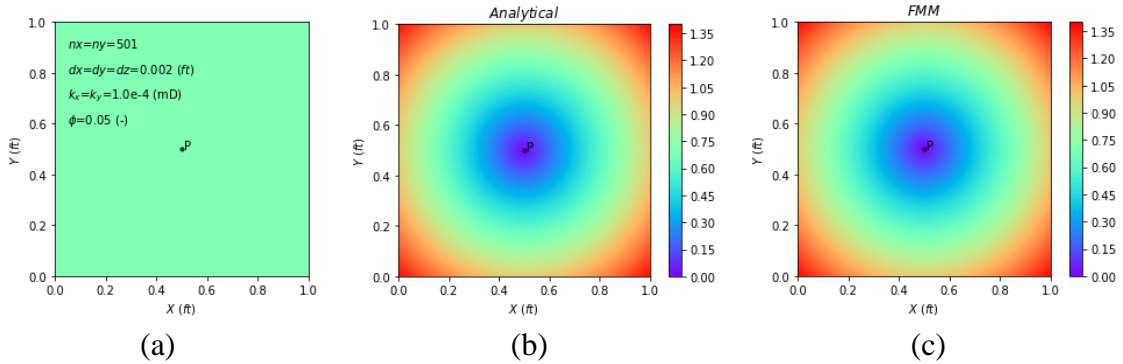 nx=ny=501
dx=dy=dz=0.002 (ft)
kₓ=k_y=1.0e-4 (mD)
ϕ=0.05 (-)
P
1.0
0.8
0.6
0.4
0.2
0.0
Y (ft)
0.0 0.2 0.4 0.6 0.8 1.0
X (ft)
(a)
Analytical
P
1.0
0.8
0.6
0.4
0.2
0.0
Y (ft)
0.0 0.2 0.4 0.6 0.8 1.0
X (ft)
1.35
1.20
1.05
0.90
0.75
0.60
0.45
0.30
0.15
0.00
(b)
FMM
P
1.0
0.8
0.6
0.4
0.2
0.0
Y (ft)
0.0 0.2 0.4 0.6 0.8 1.0
X (ft)
1.35
1.20
1.05
0.90
0.75
0.60
0.45
0.30
0.15
0.00
(c)